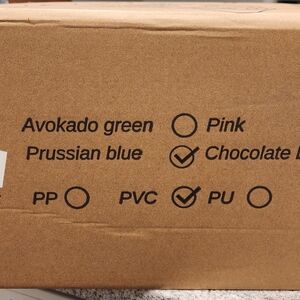 Avokado green Pink
Prussian blue Chocolate
PP PVC PU